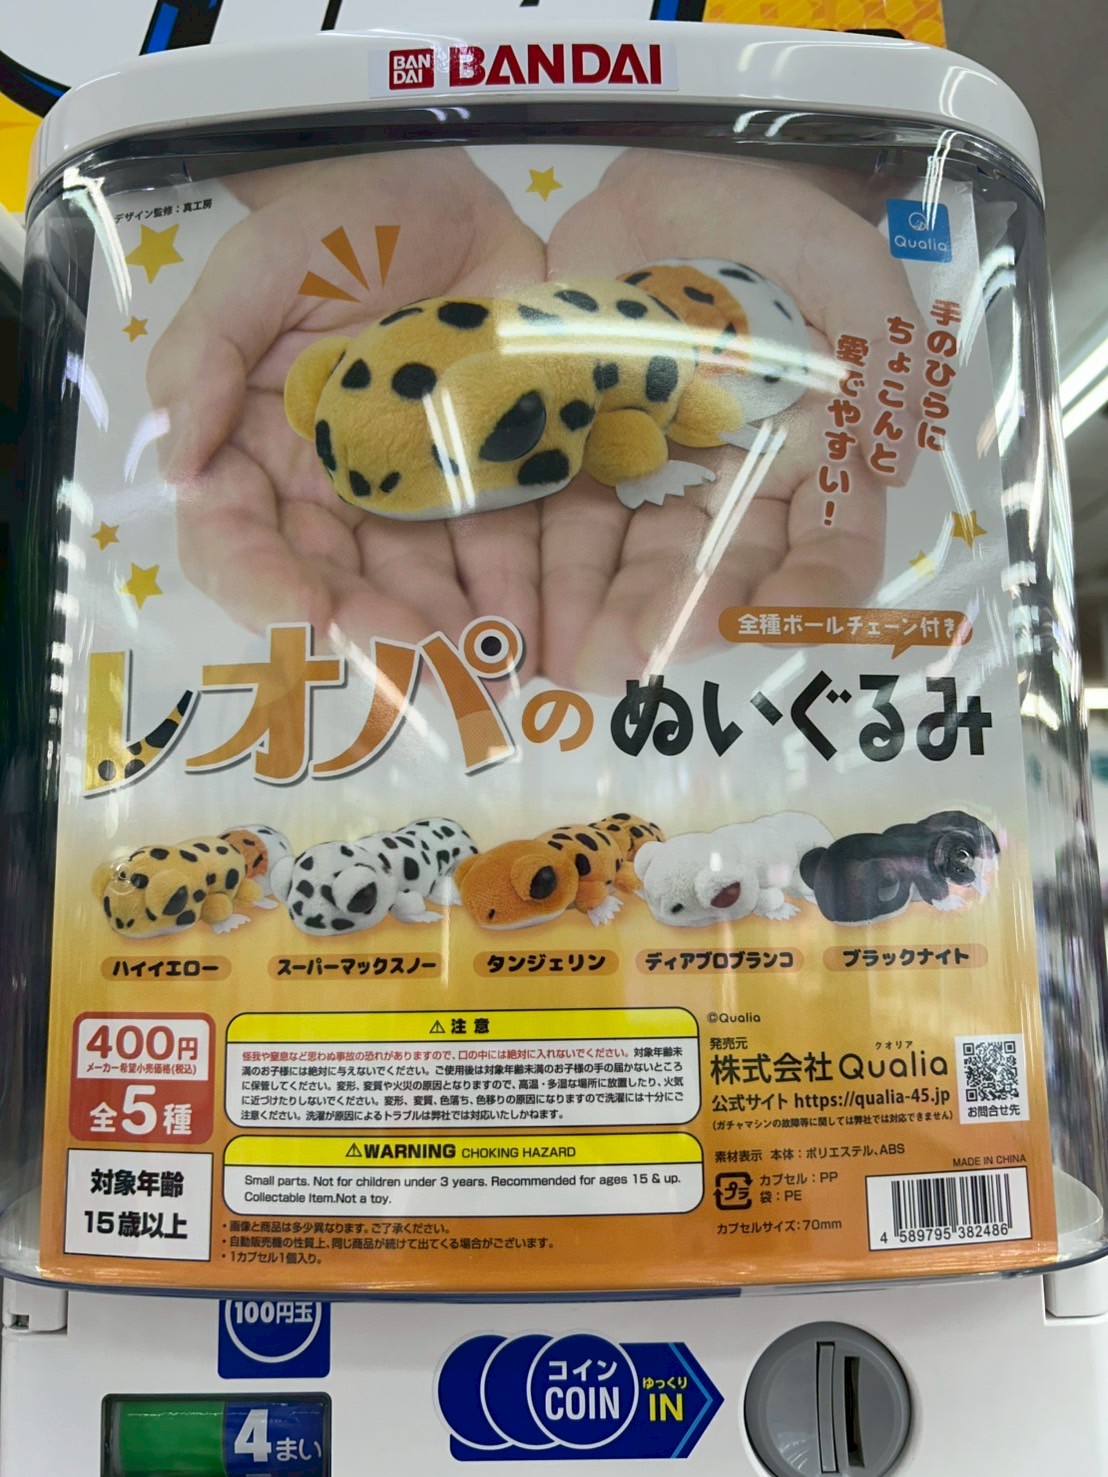 BAN
DAI
BANDAI
デザイン監修：真工房
Qualia
手のひらに
ちょこんと
愛でやすい！
全種ボールチェーン付き
レオパのぬいぐるみ
ハイイエロー
スーパーマックスノー
タンジェリン
ディアブロブランコ
ブラックナイト
400円
メーカー希望小売価格(税込)
全5種
対象年齢
15歳以上
⚠注意
怪我や窒息など思わぬ事故の恐れがありますので、口の中には絶対に入れないでください。対象年齢未
満のお子様には絶対に与えないでください。ご使用後は対象年齢未満のお子様の手の届かないところ
に保管してください。変形、変質や火災の原因となりますので、高温・多湿な場所に放置したり、火気
に近づけたりしないでください。変形、変質、色落ち、色移りの原因になりますので洗濯には十分にご
注意ください。洗濯が原因によるトラブルは弊社では対応いたしかねます。
⚠WARNING CHOKING HAZARD
Small parts. Not for children under 3 years. Recommended for ages 15 & up.
Collectable Item.Not a toy.
・画像と商品は多少異なります。ご了承ください。
・自動販売機の性質上、同じ商品が続けて出てくる場合がございます。
・1カプセル1個入り。
©Qualia
発売元
クオリア
株式会社Qualia
公式サイト https://qualia-45.jp
(ガチャマシンの故障等に関しては弊社では対応できません)
お問合せ先
素材表示 本体：ポリエステル、ABS
プラ
カプセル：PP
袋：PE
カプセルサイズ：70mm
MADE IN CHINA
4 589795 382486
100円玉
4まい
コイン
COIN
ゆっくり
IN